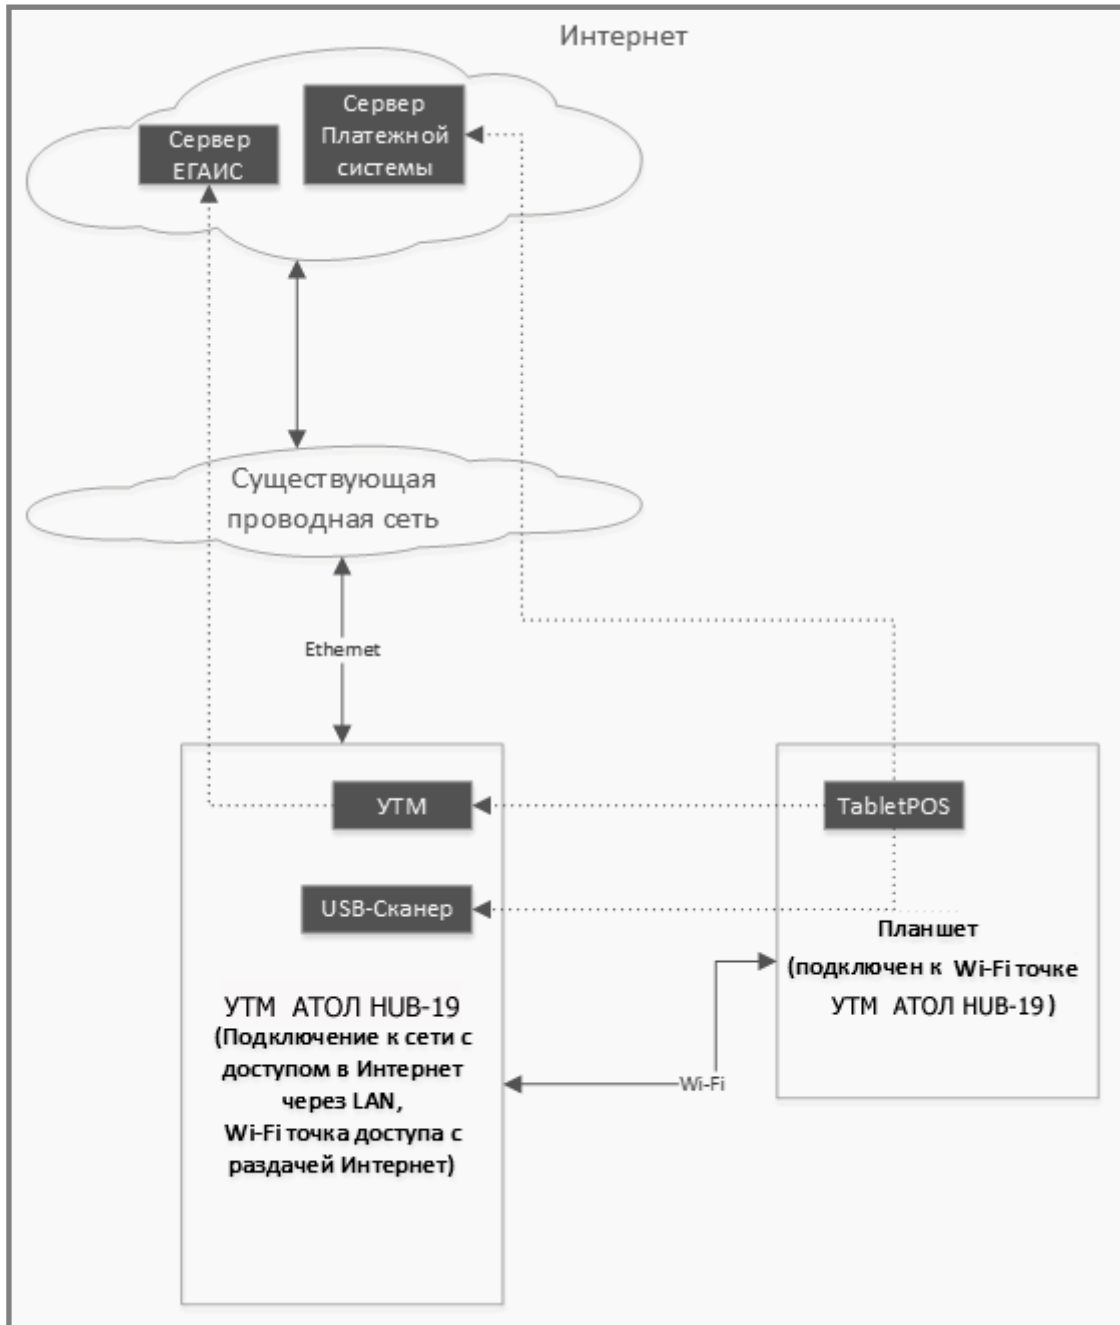 Интернет
Сервер
Платежной
системы
Сервер
ЕГАИС
Существующая
проводная сеть
Ethernet
УТМ
TabletPOS
USB-Сканер
Планшет
(подключен к Wi-Fi точке
УТМ АТОЛ HUB-19)
УТМ АТОЛ HUB-19
(Подключение к сети с
доступом в Интернет
через LAN,
Wi-Fi точка доступа с
раздачей Интернет)
Wi-Fi